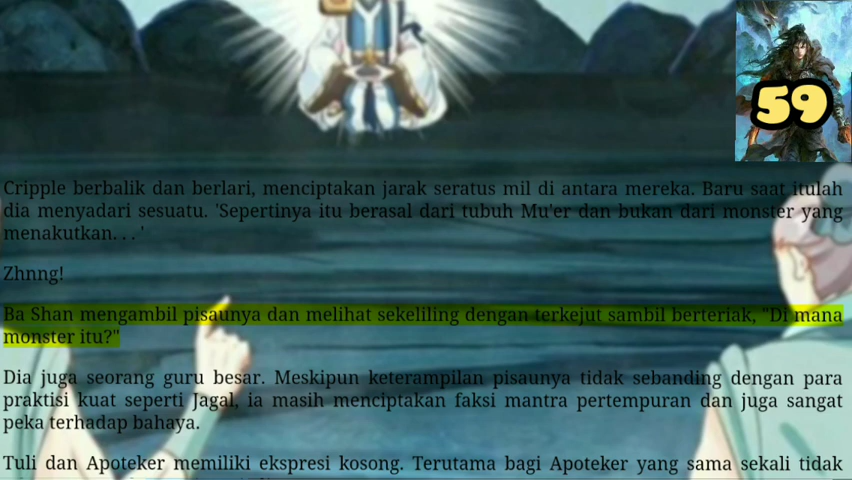 59
Cripple berbalik dan berlari, menciptakan jarak seratus mil di antara mereka. Baru saat itulah
dia menyadari sesuatu. 'Sepertinya itu berasal dari tubuh Mu'er dan bukan dari monster yang
menakutkan. . . '
Zhnng!
Ba Shan mengambil pisaunya dan melihat sekeliling dengan terkejut sambil berteriak, "Di mana
monster itu?"
Dia juga seorang guru besar. Meskipun keterampilan pisaunya tidak sebanding dengan para
praktisi kuat seperti Jagal, ia masih menciptakan faksi mantra pertempuran dan juga sangat
peka terhadap bahaya.
Tuli dan Apoteker memiliki ekspresi kosong. Terutama bagi Apoteker yang sama sekali tidak